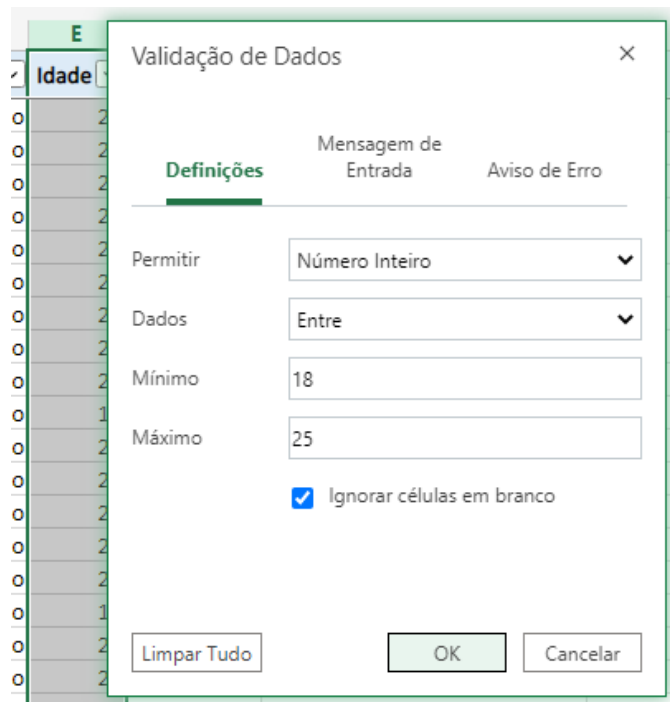 E
Validação de Dados
Idade
Mensagem de
Definições Entrada Aviso de Erro
Permitir Número Inteiro
Dados Entre
Mínimo 18
Máximo 25
Ignorar células em branco
Limpar Tudo OK Cancelar